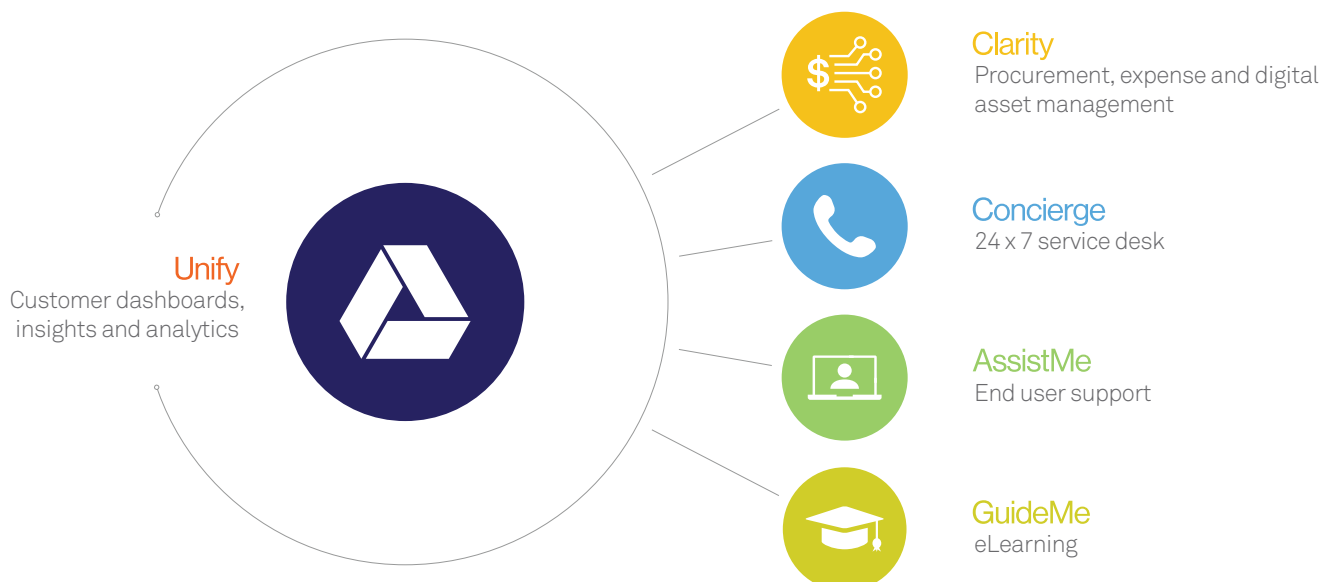 Unify
Customer dashboards,
insights and analytics
$
Clarity
Procurement, expense and digital
asset management
Concierge
24 x 7 service desk
AssistMe
End user support
GuideMe
eLearning